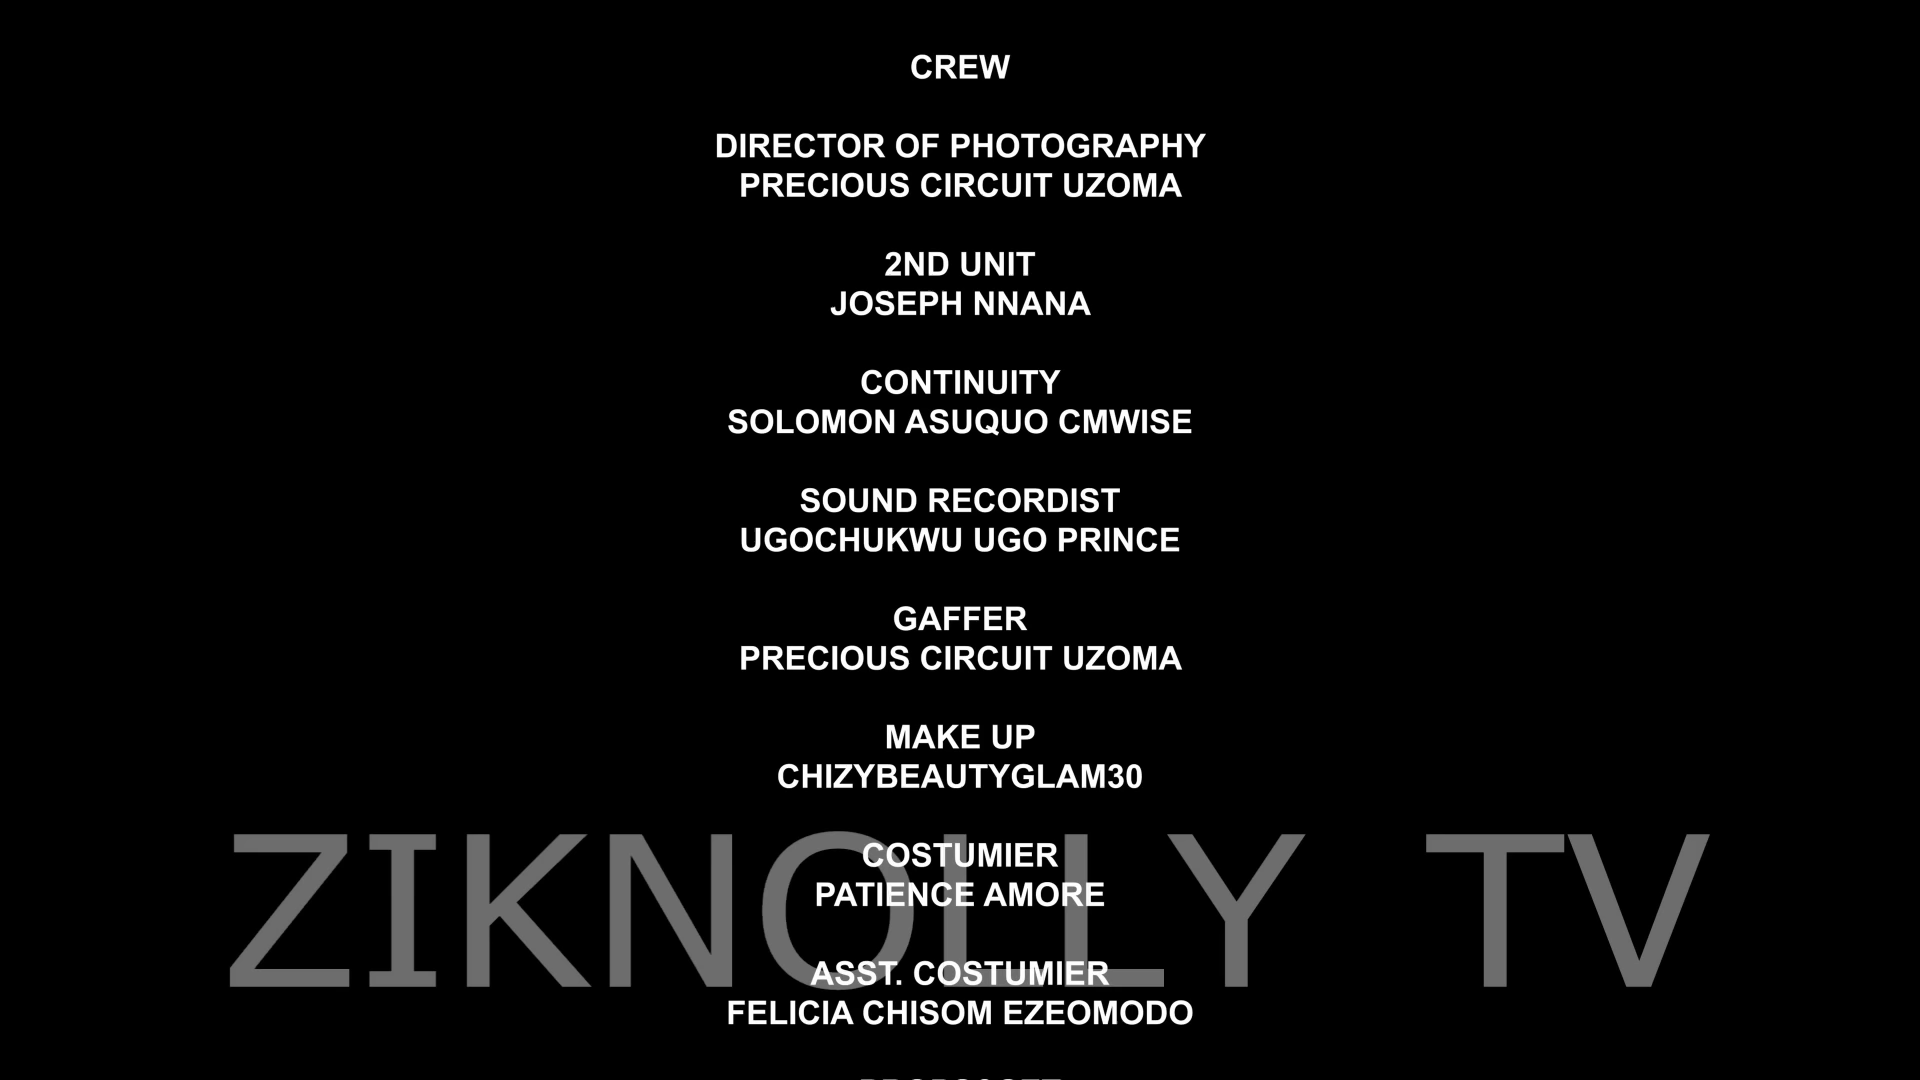 CREW
DIRECTOR OF PHOTOGRAPHY
PRECIOUS CIRCUIT UZOMA
2ND UNIT
JOSEPH NNANA
CONTINUITY
SOLOMON ASUQUO CMWISE
SOUND RECORDIST
UGOCHUKWU UGO PRINCE
GAFFER
PRECIOUS CIRCUIT UZOMA
MAKE UP
CHIZYBEAUTYGLAM30
COSTUMIER
PATIENCE AMORE
ZIKNOLLY TV
ASST. COSTUMIER
FELICIA CHISOM EZEOMODO